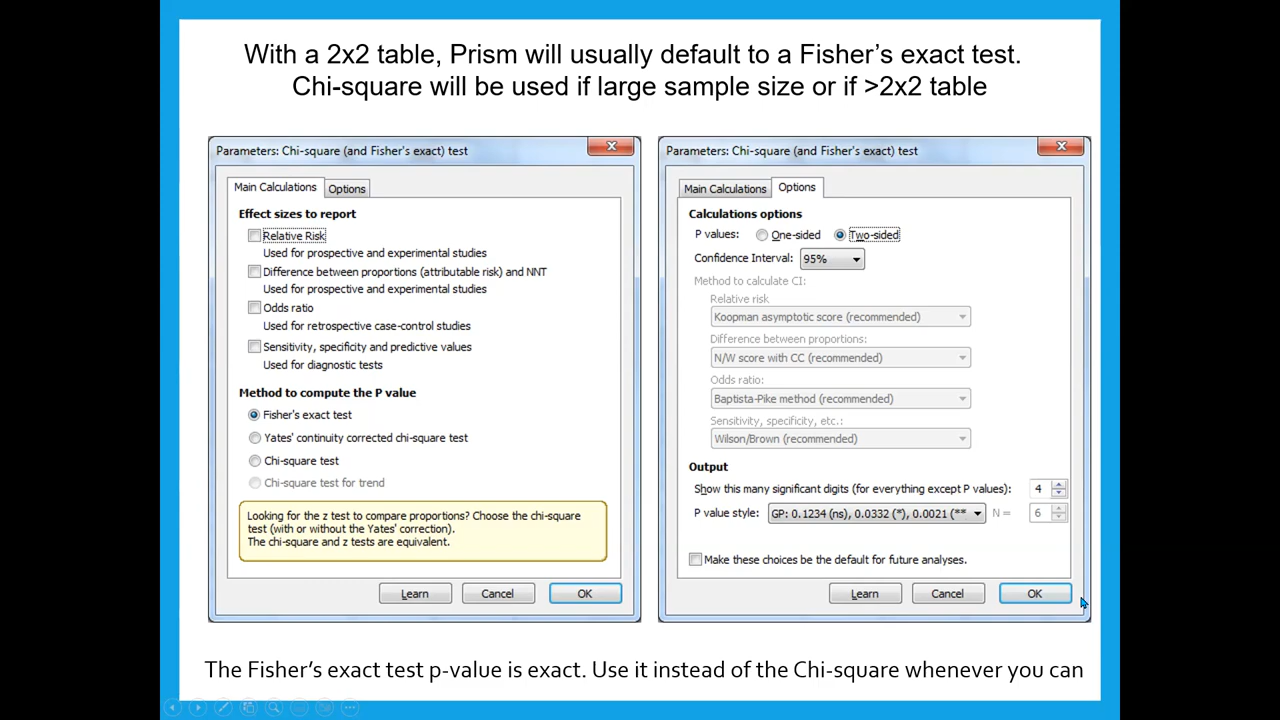 With a 2x2 table, Prism will usually default to a Fisher's exact test.
Chi-square will be used if large sample size or if >2x2 table
Parameters: Chi-square (and Fisher's exact) test
Main Calculations
Options
Effect sizes to report
Relative Risk
Used for prospective and experimental studies
Difference between proportions (attributable risk) and NNT
Used for prospective and experimental studies
Odds ratio
Used for retrospective case-control studies
Sensitivity, specificity and predictive values
Used for diagnostic tests
Method to compute the P value
Fisher's exact test
Yates' continuity corrected chi-square test
Chi-square test
Chi-square test for trend
Looking for the z test to compare proportions? Choose the chi-square
test (with or without the Yates' correction).
The chi-square and z tests are equivalent.
Learn
Cancel
OK
Parameters: Chi-square (and Fisher's exact) test
Main Calculations
Options
Calculations options
P values: One-sided Two-sided
Confidence Interval: 95%
Method to calculate CI:
Relative risk
Koopman asymptotic score (recommended)
Difference between proportions:
N/W score with CC (recommended)
Odds ratio:
Baptista-Pike method (recommended)
Sensitivity, specificity, etc.:
Wilson/Brown (recommended)
Output
Show this many significant digits (for everything except P values): 4
P value style: GP: 0.1234 (ns), 0.0332 (*), 0.0021 (** N = 6
Make these choices be the default for future analyses.
Learn
Cancel
OK
The Fisher's exact test p-value is exact. Use it instead of the Chi-square whenever you can